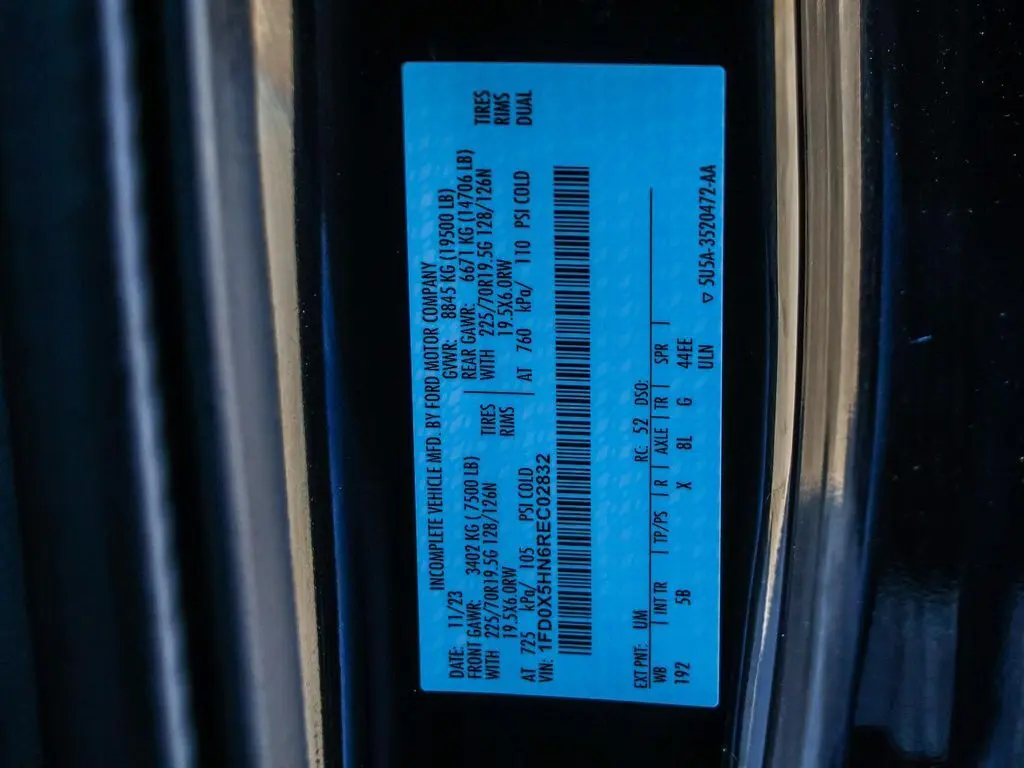 INCOMPLETE VEHICLE MFD. BY FORD MOTOR COMPANY
DATE: 11/23 GVWR: 8845 KG (19500 LB)
FRONT GAWR: 3402 KG (7500 LB) REAR GAWR: 6671 KG (14706 LB)
WITH 225/70R19.5G 128/126N TIRES WITH 225/70R19.5G 128/126N TIRES
19.5X6.0RW RIMS 19.5X6.0RW RIMS
AT 725 kPa/ 105 PSI COLD AT 760 kPa/ 110 PSI COLD DUAL
VIN: 1FD0X5HN6REC02832
EXT PNT: UM RC: 52 DSO:
WB | INT TR | TP/PS | R | AXLE | TR | SPR |
192 5B X 8L G 44EE
ULN ▽ 5U5A-3520472-AA